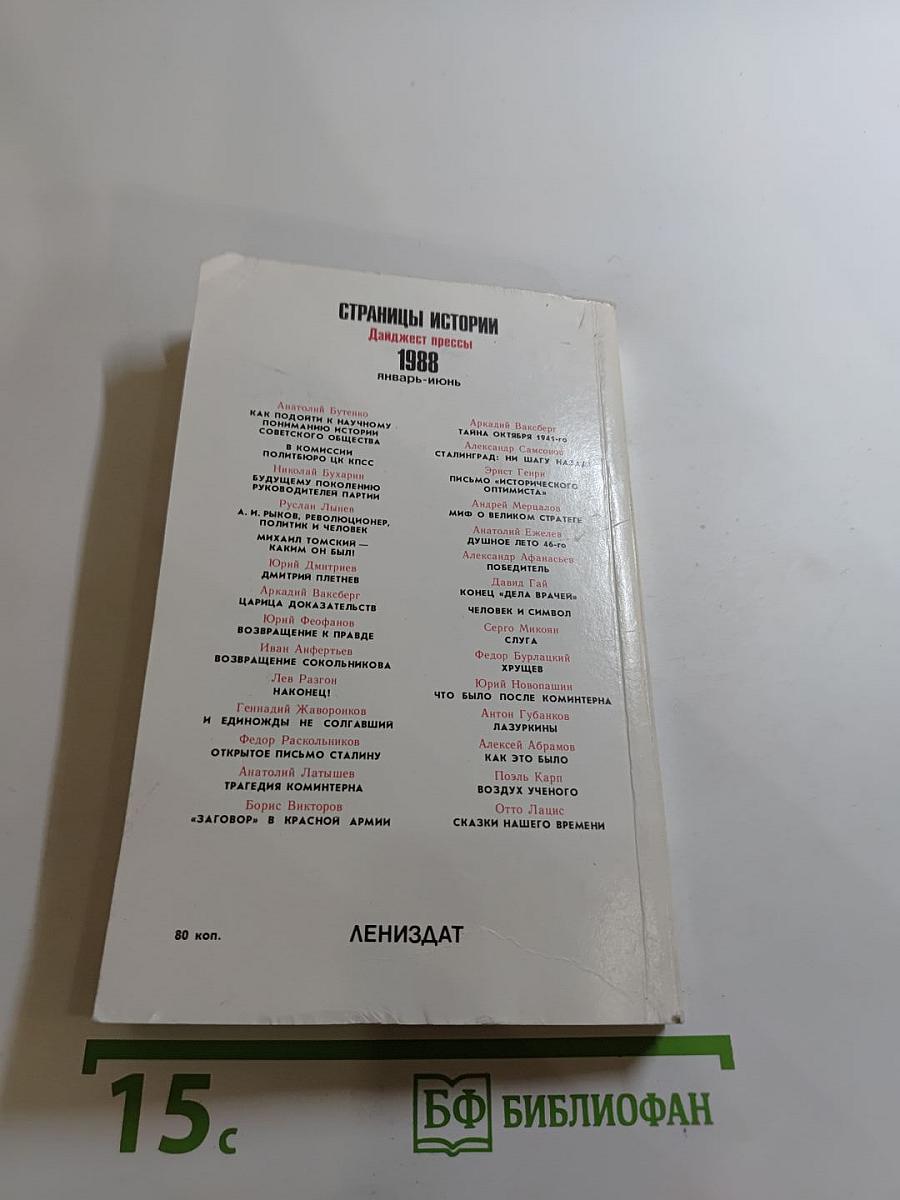 СТРАНИЦЫ ИСТОРИИ
Дайджест прессы
1988
январь-июнь
Анатолий Бутенко
КАК ПОДОЙТИ К НАУЧНОМУ
ПОНИМАНИЮ ИСТОРИИ
СОВЕТСКОГО ОБЩЕСТВА
В КОМИССИИ
ПОЛИТБЮРО ЦК КПСС
Николай Бухарин
БУДУЩЕМУ ПОКОЛЕНИЮ
РУКОВОДИТЕЛЕЙ ПАРТИИ
Руслан Лынев
А. И. РЫКОВ, РЕВОЛЮЦИОНЕР,
ПОЛИТИК И ЧЕЛОВЕК
МИХАИЛ ТОМСКИЙ —
КАКИМ ОН БЫЛ!
Юрий Дмитриев
ДМИТРИЙ ПЛЕТНЕВ
Аркадий Ваксберг
ЦАРИЦА ДОКАЗАТЕЛЬСТВ
Юрий Феофанов
ВОЗВРАЩЕНИЕ К ПРАВДЕ
Иван Анфертьев
ВОЗВРАЩЕНИЕ СОКОЛЬНИКОВА
Лев Разгон
НАКОНЕЦ!
Геннадий Жаворонков
И ЕДИНОЖДЫ НЕ СОЛГАВШИЙ
Федор Раскольников
ОТКРЫТОЕ ПИСЬМО СТАЛИНУ
Анатолий Латышев
ТРАГЕДИЯ КОМИНТЕРНА
Борис Викторов
«ЗАГОВОР» В КРАСНОЙ АРМИИ
Аркадий Ваксберг
ТАЙНА ОКТЯБРЯ 1941-го
Александр Самсонов
СТАЛИНГРАД: НИ ШАГУ НАЗАД!
Эрнст Генри
ПИСЬМО «ИСТОРИЧЕСКОГО
ОПТИМИСТА»
Андрей Мерцалов
МИФ О ВЕЛИКОМ СТРАТЕГЕ
Анатолий Ежелев
ДУШНОЕ ЛЕТО 46-го
Александр Афанасьев
ПОБЕДИТЕЛЬ
Давид Гай
КОНЕЦ «ДЕЛА ВРАЧЕЙ»
ЧЕЛОВЕК И СИМВОЛ
Серго Микоян
СЛУГА
Федор Бурлацкий
ХРУЩЕВ
Юрий Новопашин
ЧТО БЫЛО ПОСЛЕ КОМИНТЕРНА
Антон Губанков
ЛАЗУРКИНЫ
Алексей Абрамов
КАК ЭТО БЫЛО
Поэль Карп
ВОЗДУХ УЧЕНОГО
Отто Лацис
СКАЗКИ НАШЕГО ВРЕМЕНИ
80 коп.
ЛЕНИЗДАТ
15 с
БФ БИБЛИОФАН